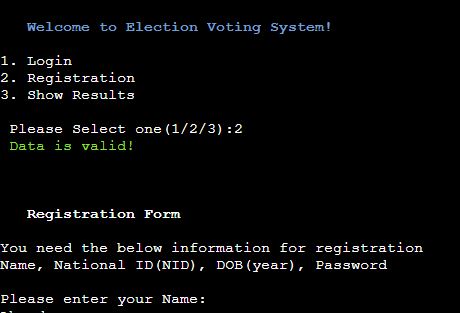 Welcome to Election Voting System!
1. Login
2. Registration
3. Show Results
Please Select one(1/2/3):2
Data is valid!
Registration Form
You need the below information for registration
Name, National ID(NID), DOB(year), Password
Please enter your Name: